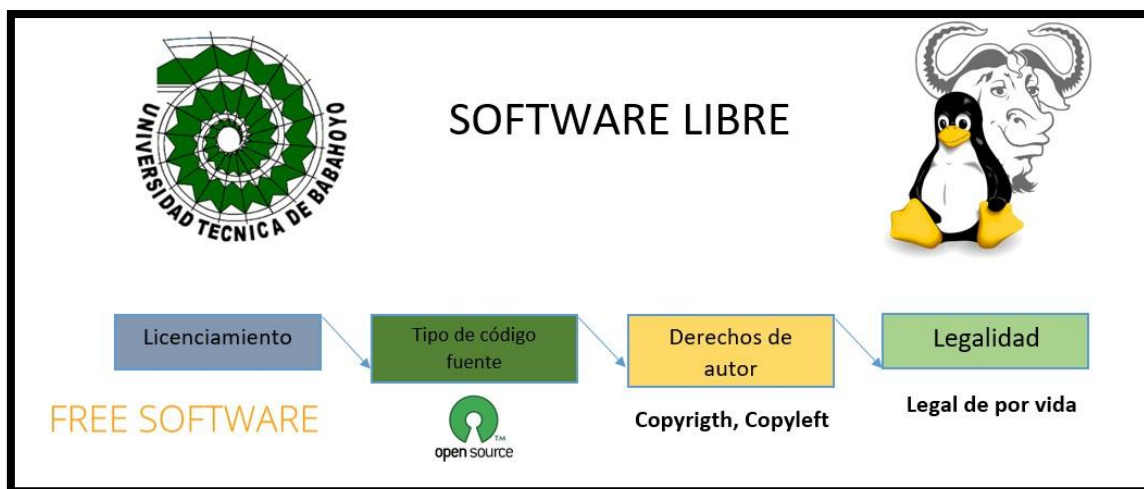 UNIVERSIDAD TECNICA DE BABAHOYO
SOFTWARE LIBRE
Licenciamiento
Tipo de código
fuente
Derechos de
autor
Legalidad
FREE SOFTWARE
open source
TM
Copyrigth, Copyleft
Legal de por vida